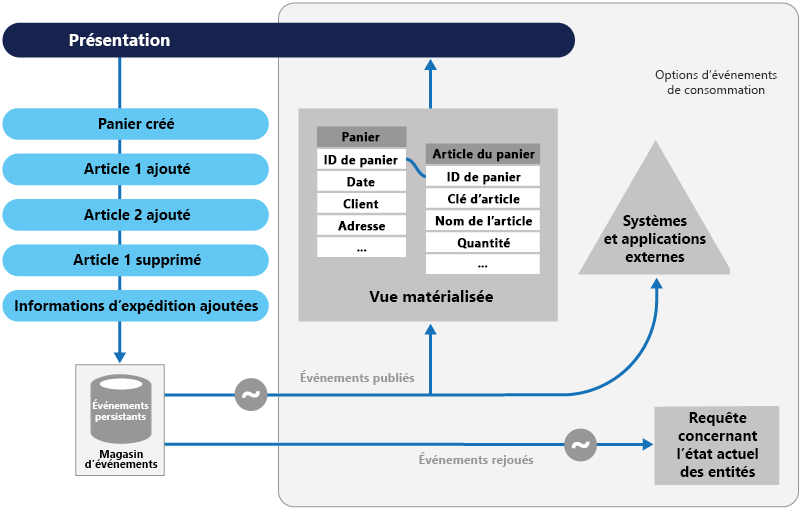 Présentation
Options d’événements
de consommation
Panier créé
Article 1 ajouté
Article 2 ajouté
Article 1 supprimé
Informations d’expédition ajoutées
Panier
ID de panier
Date
Client
Adresse
...
Article du panier
ID de panier
Clé d’article
Nom de l’article
Quantité
...
Vue matérialisée
Systèmes
et applications
externes
Événements publiés
~
Événements
persistants
Magasin
d’événements
Événements rejoués
~
Requête
concernant
l’état actuel
des entités